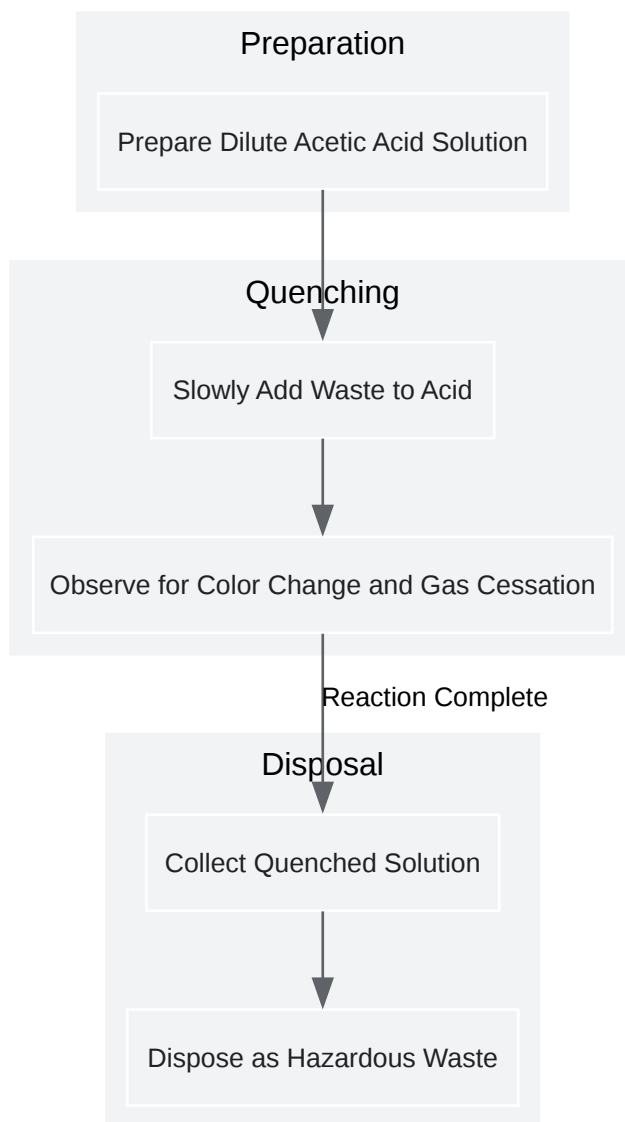 Preparation
Prepare Dilute Acetic Acid Solution
Quenching
Slowly Add Waste to Acid
Observe for Color Change and Gas Cessation
Reaction Complete
Disposal
Collect Quenched Solution
Dispose as Hazardous Waste